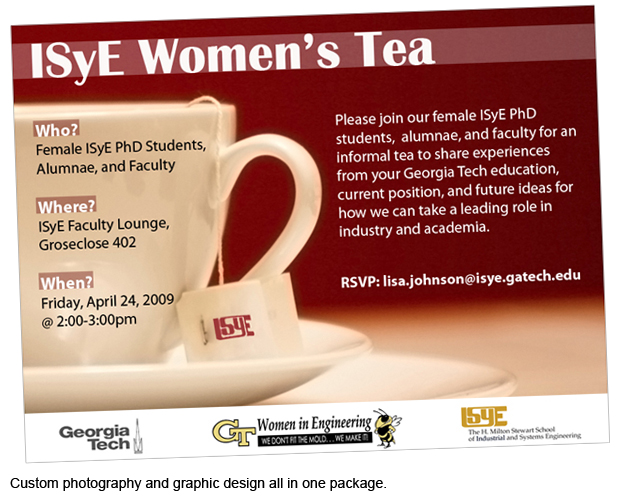 ISyE Women's Tea
Who?
Female ISyE PhD Students,
Alumnae, and Faculty
Where?
ISyE Faculty Lounge,
Groseclose 402
When?
Friday, April 24, 2009
@ 2:00-3:00pm
Please join our female ISyE PhD
students, alumnae, and faculty for an
informal tea to share experiences
from your Georgia Tech education,
current position, and future ideas for
how we can take a leading role in
industry and academia.
RSVP: lisa.johnson@isye.gatech.edu
ISyE
Georgia
Tech
GT
Women in Engineering
WE DON'T FIT THE MOLD... WE MAKE IT!
ISyE
The H. Milton Stewart School
of Industrial and Systems Engineering
Custom photography and graphic design all in one package.